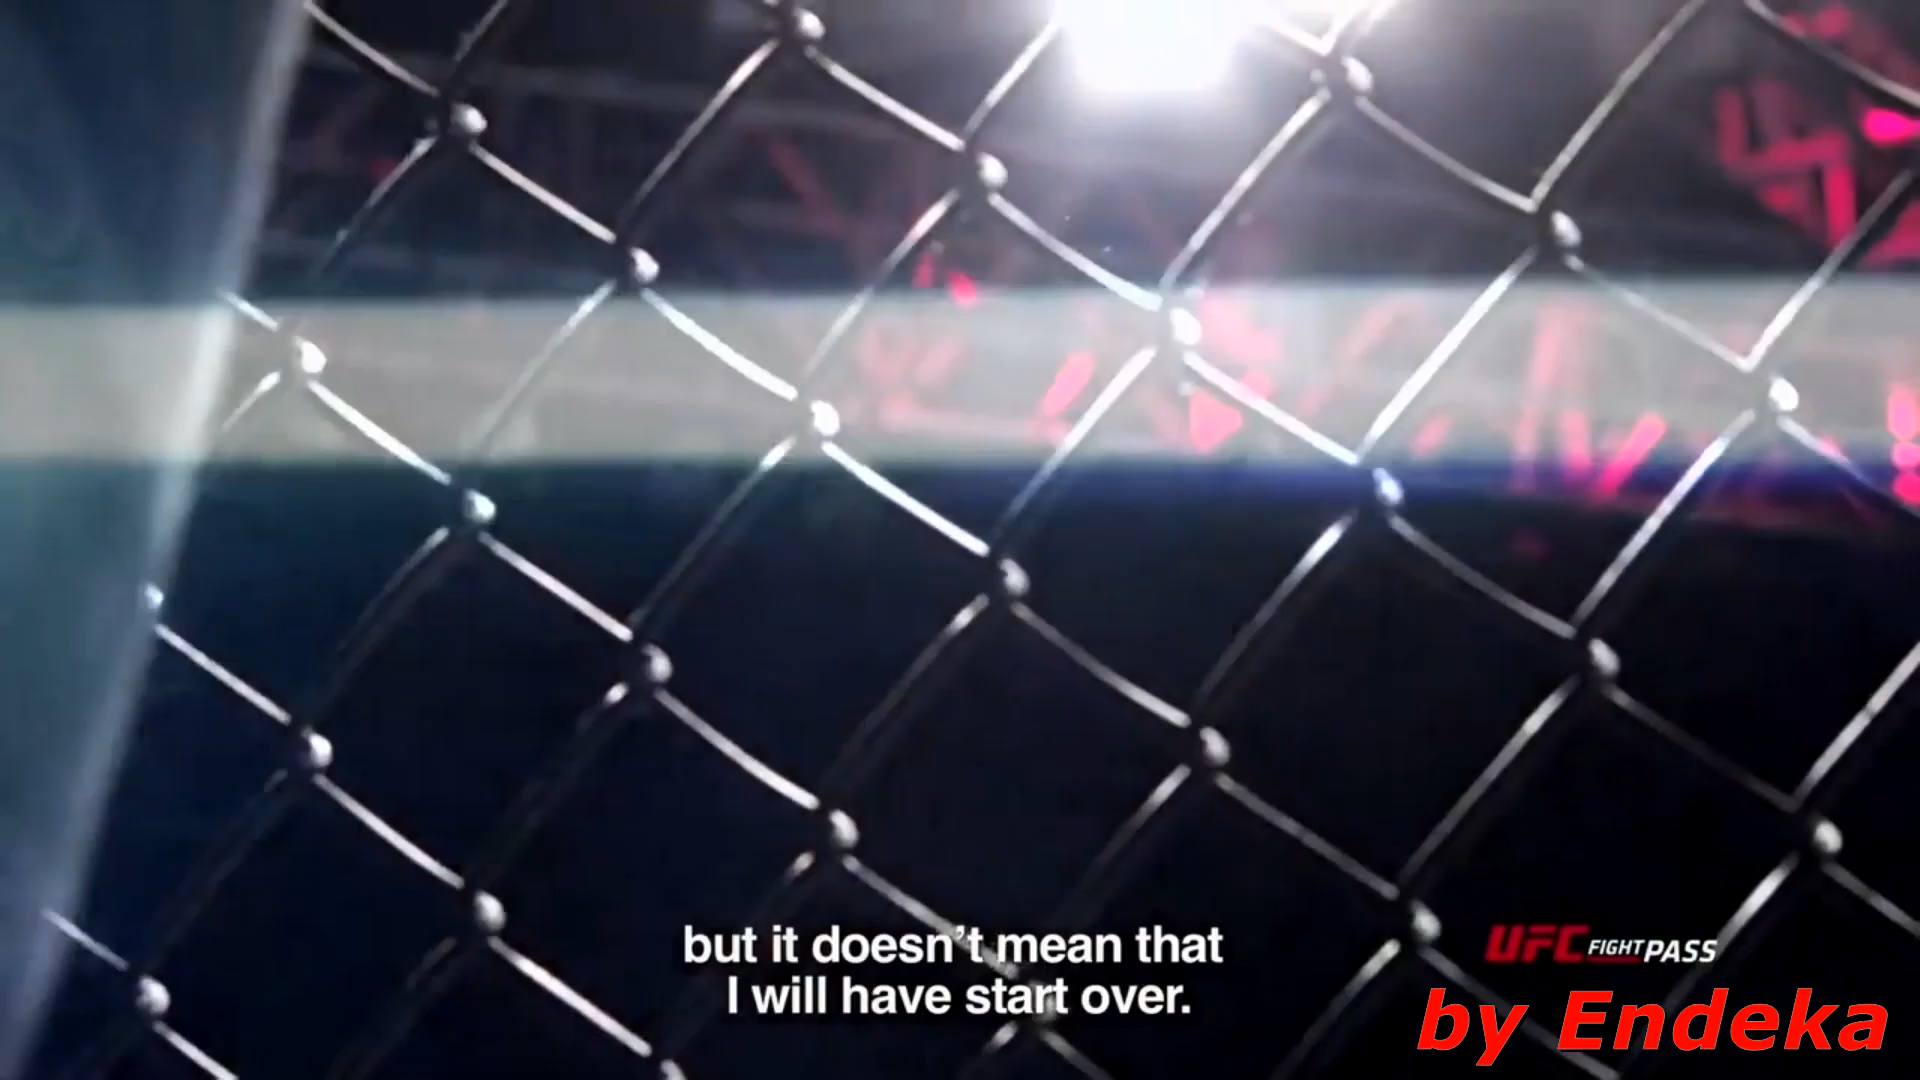 but it doesn't mean that
I will have start over.
UFC FIGHT PASS
by Endeka